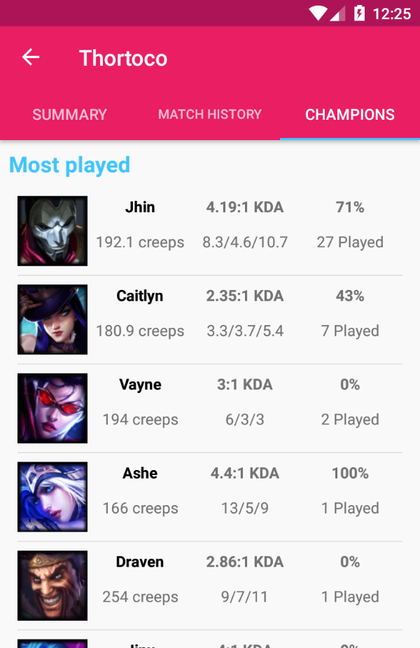 12:25
Thortoco
SUMMARY MATCH HISTORY CHAMPIONS
Most played
Jhin 4.19:1 KDA 71%
192.1 creeps 8.3/4.6/10.7 27 Played
Caitlyn 2.35:1 KDA 43%
180.9 creeps 3.3/3.7/5.4 7 Played
Vayne 3:1 KDA 0%
194 creeps 6/3/3 2 Played
Ashe 4.4:1 KDA 100%
166 creeps 13/5/9 1 Played
Draven 2.86:1 KDA 0%
254 creeps 9/7/11 1 Played